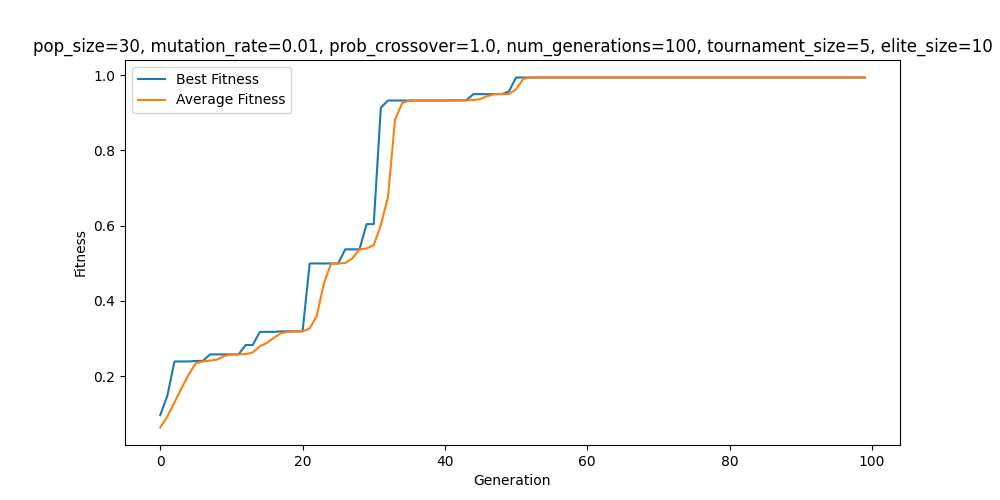 pop_size=30, mutation_rate=0.01, prob_crossover=1.0, num_generations=100, tournament_size=5, elite_size=10
1.0
Best Fitness
Average Fitness
0.8
0.6
Fitness
0.4
0.2
0 20 40 60 80 100
Generation